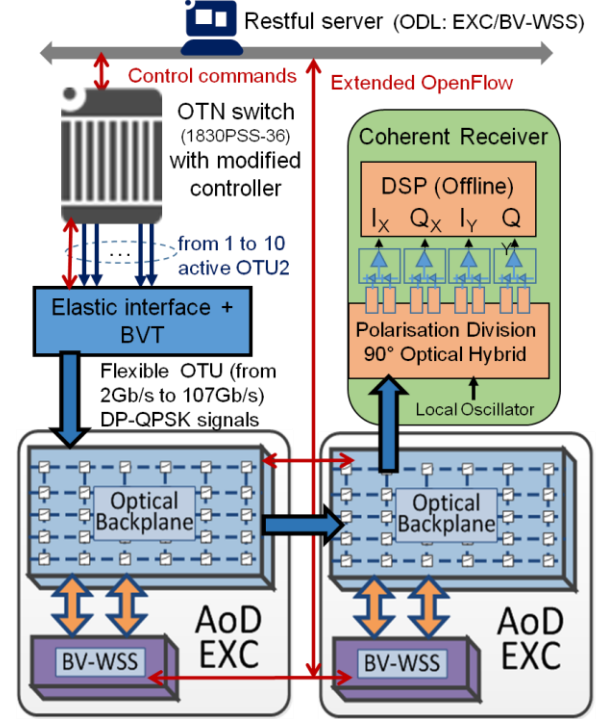 Restful server (ODL: EXC/BV-WSS)
Control commands
Extended OpenFlow
OTN switch
(1830PSS-36)
with modified
controller
from 1 to 10
active OTU2
...
Elastic interface +
BVT
Flexible OTU (from
2Gb/s to 107Gb/s)
DP-QPSK signals
Coherent Receiver
DSP (Offline)
IX QX IY Q
Y
Polarisation Division
90° Optical Hybrid
Local Oscillator
Optical
Backplane
AoD
EXC
BV-WSS
Optical
Backplane
AoD
EXC
BV-WSS